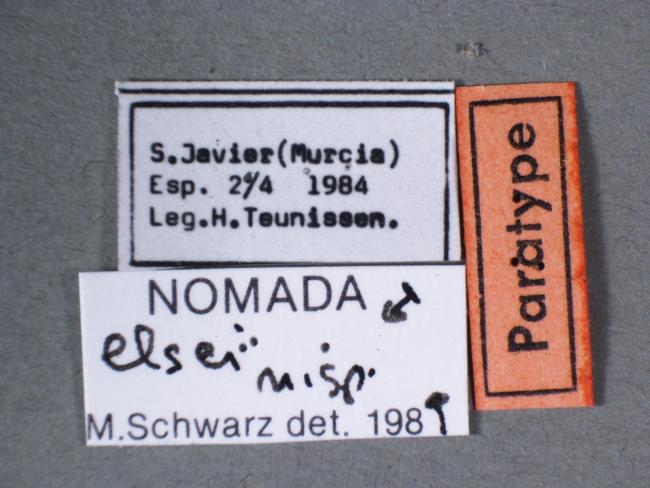 S.Javier(Murcia)
Esp. 2/4 1984
Leg.H.Teunissen.
Paratype
NOMADA ♂
elsei
n.sp.
M.Schwarz det. 1989